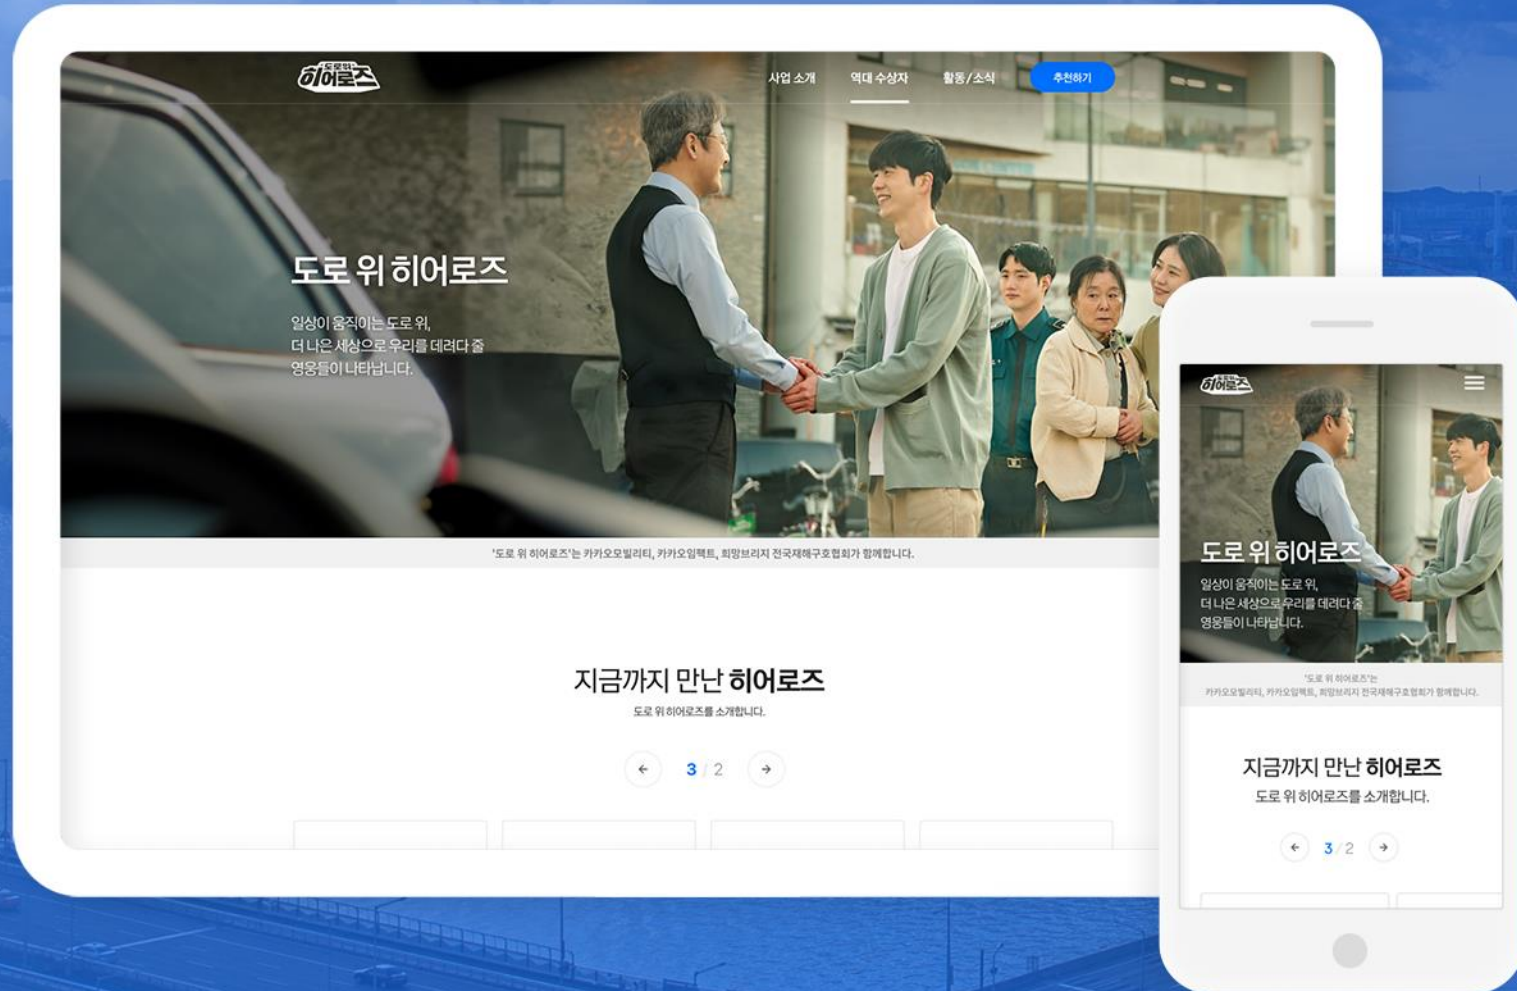 도로위
히어로즈
사업 소개
역대 수상자
활동/소식
추천하기
도로 위 히어로즈
일상이 움직이는 도로 위,
더 나은 세상으로 우리를 데려다 줄
영웅들이 나타납니다.
'도로 위 히어로즈'는 카카오모빌리티, 카카오임팩트, 희망브리지 전국재해구호협회가 함께합니다.
지금까지 만난 히어로즈
도로 위 히어로즈를 소개합니다.
← 3 / 2 →
도로위
히어로즈
도로 위 히어로즈
일상이 움직이는 도로 위,
더 나은 세상으로 우리를 데려다 줄
영웅들이 나타납니다.
'도로 위 히어로즈'는
카카오모빌리티, 카카오임팩트, 희망브리지 전국재해구호협회가 함께합니다.
지금까지 만난 히어로즈
도로 위 히어로즈를 소개합니다.
← 3 / 2 →